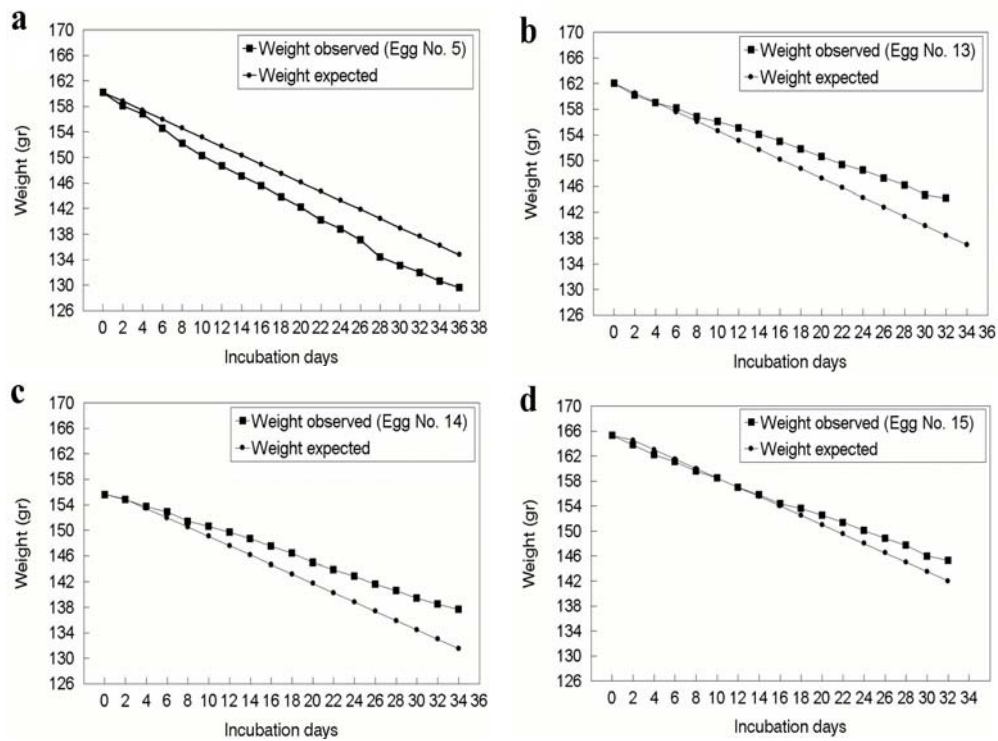 a
170
166
162
158
154
150
146
142
138
134
130
126
Weight (gr)
Weight observed (Egg No. 5)
Weight expected
0 2 4 6 8 10 12 14 16 18 20 22 24 26 28 30 32 34 36 38
Incubation days
b
170
166
162
158
154
150
146
142
138
134
130
126
Weight (gr)
Weight observed (Egg No. 13)
Weight expected
0 2 4 6 8 10 12 14 16 18 20 22 24 26 28 30 32 34 36
Incubation days
c
170
166
162
158
154
150
146
142
138
134
130
126
Weight (gr)
Weight observed (Egg No. 14)
Weight expected
0 2 4 6 8 10 12 14 16 18 20 22 24 26 28 30 32 34 36
Incubation days
d
170
166
162
158
154
150
146
142
138
134
130
126
Weight (gr)
Weight observed (Egg No. 15)
Weight expected
0 2 4 6 8 10 12 14 16 18 20 22 24 26 28 30 32 34
Incubation days